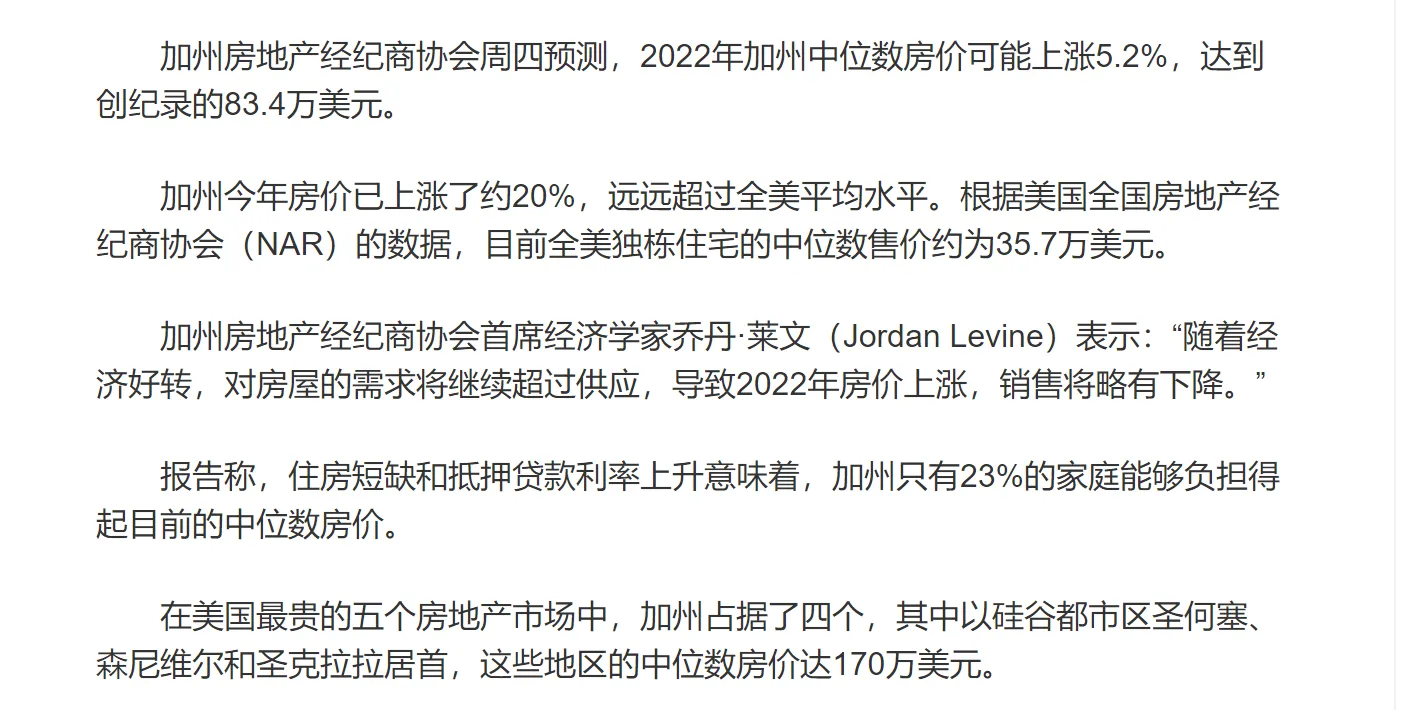 加州房地产经纪商协会周四预测，2022年加州中位数房价可能上涨5.2%，达到
创纪录的83.4万美元。
加州今年房价已上涨了约20%，远远超过全美平均水平。根据美国全国房地产经
纪商协会（NAR）的数据，目前全美独栋住宅的中位数售价约为35.7万美元。
加州房地产经纪商协会首席经济学家乔丹·莱文（Jordan Levine）表示：“随着经
济好转，对房屋的需求将继续超过供应，导致2022年房价上涨，销售将略有下降。”
报告称，住房短缺和抵押贷款利率上升意味着，加州只有23%的家庭能够负担得
起目前的中位数房价。
在美国最贵的五个房地产市场中，加州占据了四个，其中以硅谷都市区圣何塞、
森尼维尔和圣克拉拉居首，这些地区的中位数房价达170万美元。